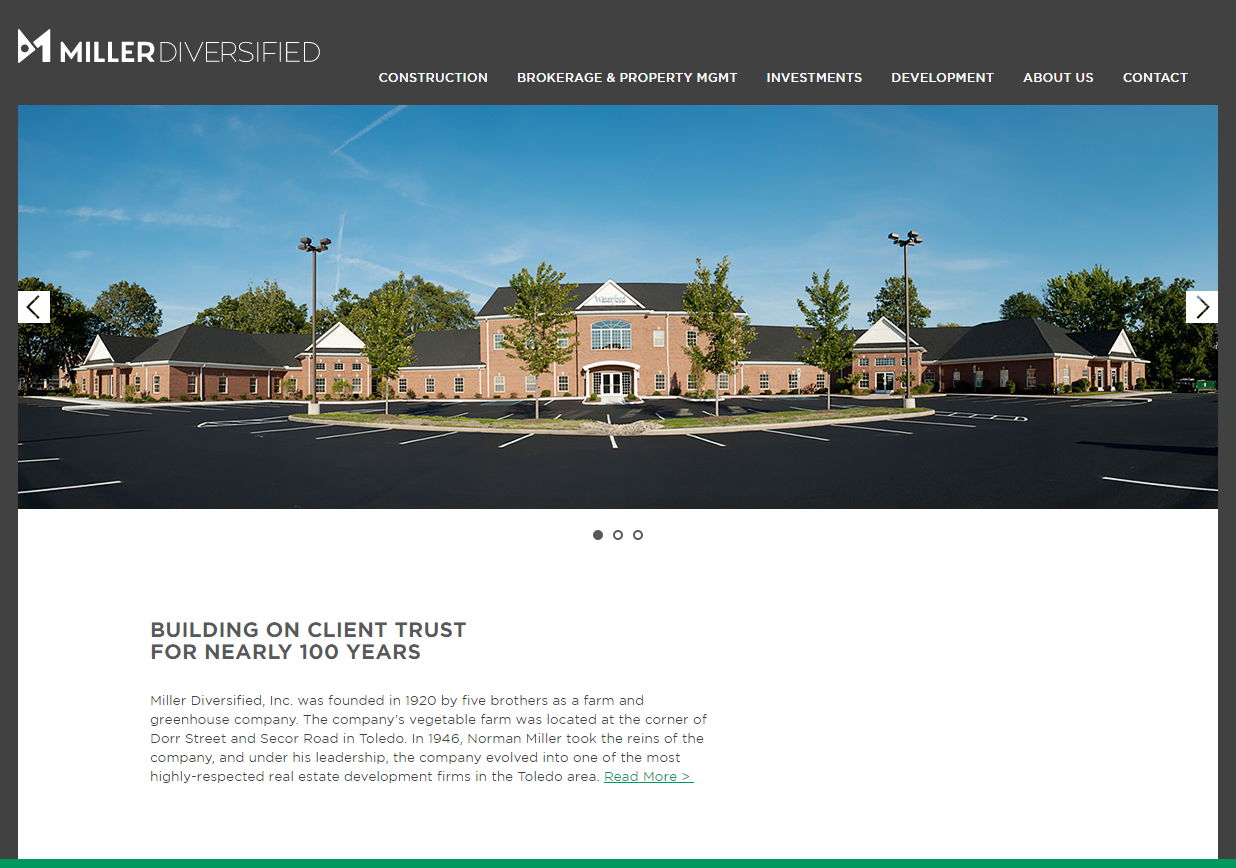 MILLERDIVERSIFIED
CONSTRUCTION BROKERAGE & PROPERTY MGMT INVESTMENTS DEVELOPMENT ABOUT US CONTACT
Waterford
BUILDING ON CLIENT TRUST
FOR NEARLY 100 YEARS
Miller Diversified, Inc. was founded in 1920 by five brothers as a farm and
greenhouse company. The company's vegetable farm was located at the corner of
Dorr Street and Secor Road in Toledo. In 1946, Norman Miller took the reins of the
company, and under his leadership, the company evolved into one of the most
highly-respected real estate development firms in the Toledo area. Read More >